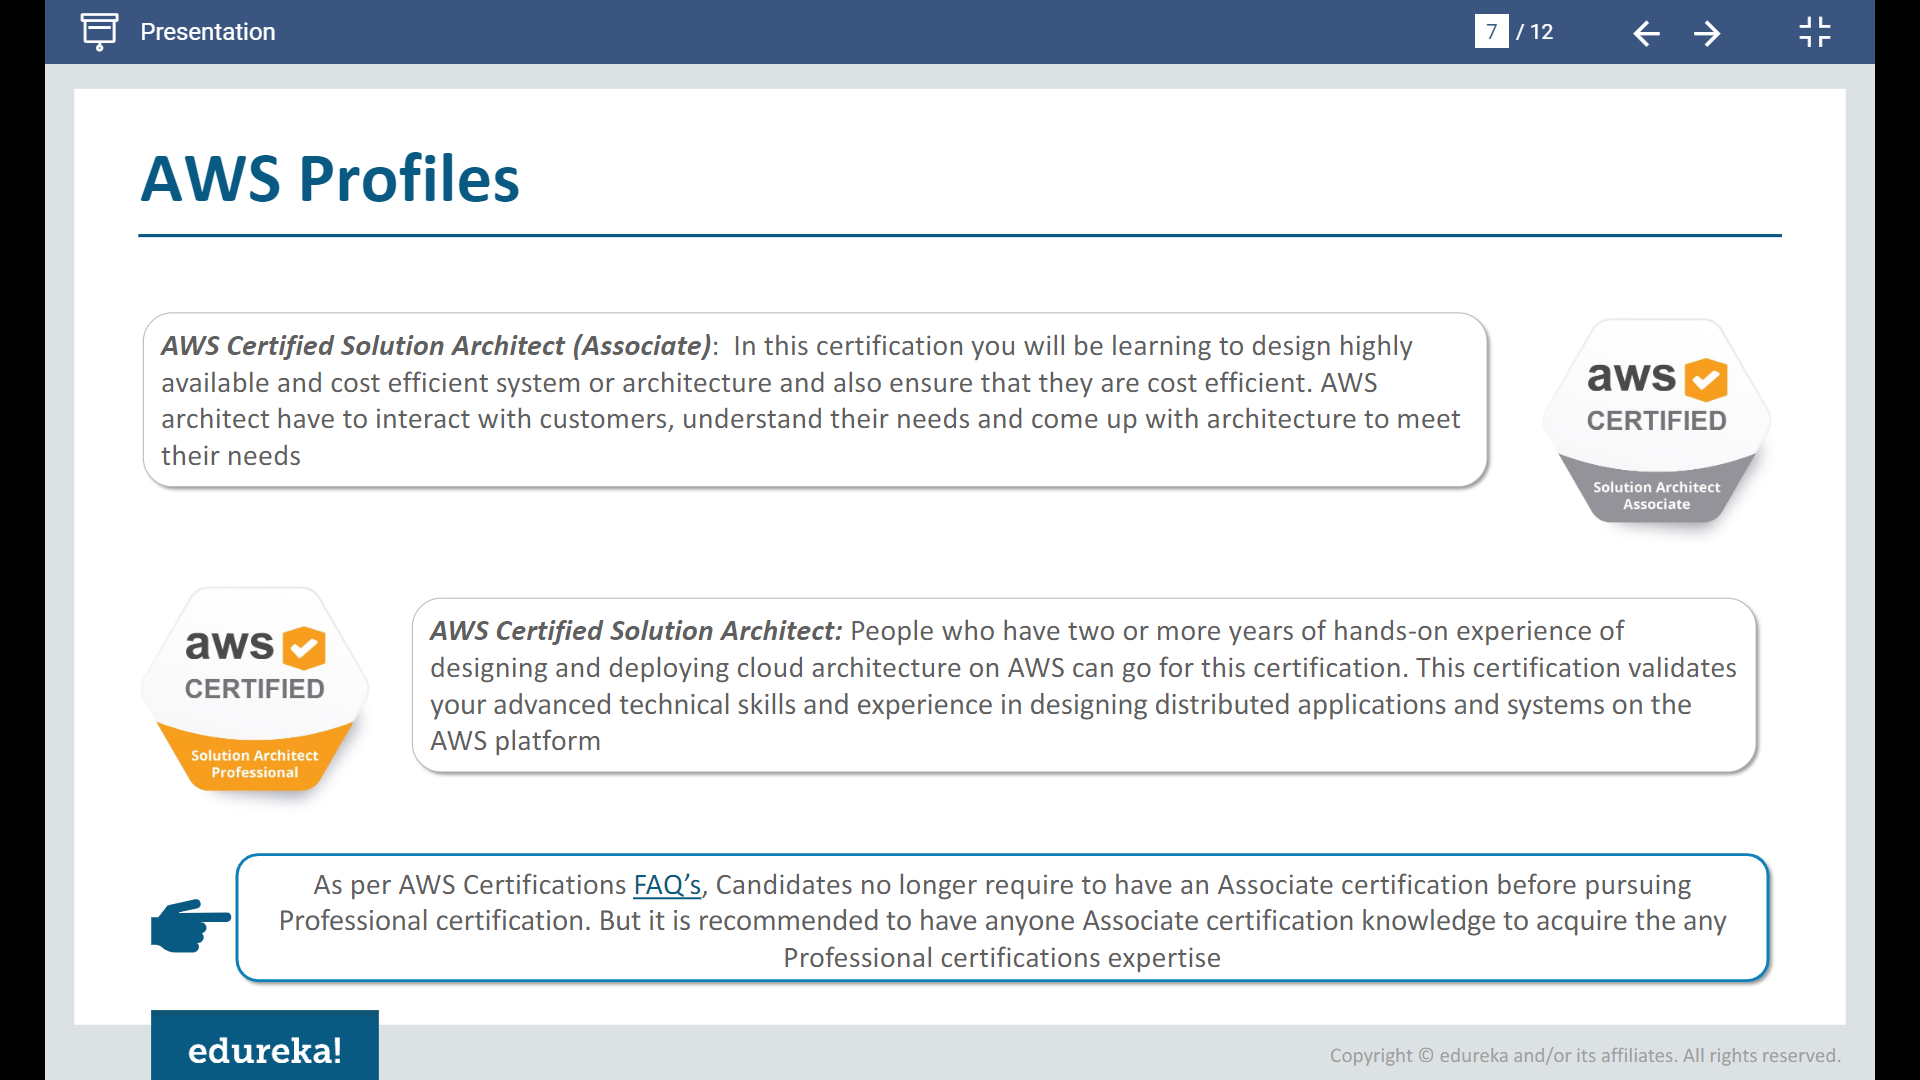 Presentation
7 / 12
AWS Profiles
AWS Certified Solution Architect (Associate):  In this certification you will be learning to design highly
available and cost efficient system or architecture and also ensure that they are cost efficient. AWS
architect have to interact with customers, understand their needs and come up with architecture to meet
their needs
aws
CERTIFIED
Solution Architect
Associate
aws
CERTIFIED
Solution Architect
Professional
AWS Certified Solution Architect: People who have two or more years of hands-on experience of
designing and deploying cloud architecture on AWS can go for this certification. This certification validates
your advanced technical skills and experience in designing distributed applications and systems on the
AWS platform
As per AWS Certifications FAQ’s, Candidates no longer require to have an Associate certification before pursuing
Professional certification. But it is recommended to have anyone Associate certification knowledge to acquire the any
Professional certifications expertise
edureka!
Copyright © edureka and/or its affiliates. All rights reserved.